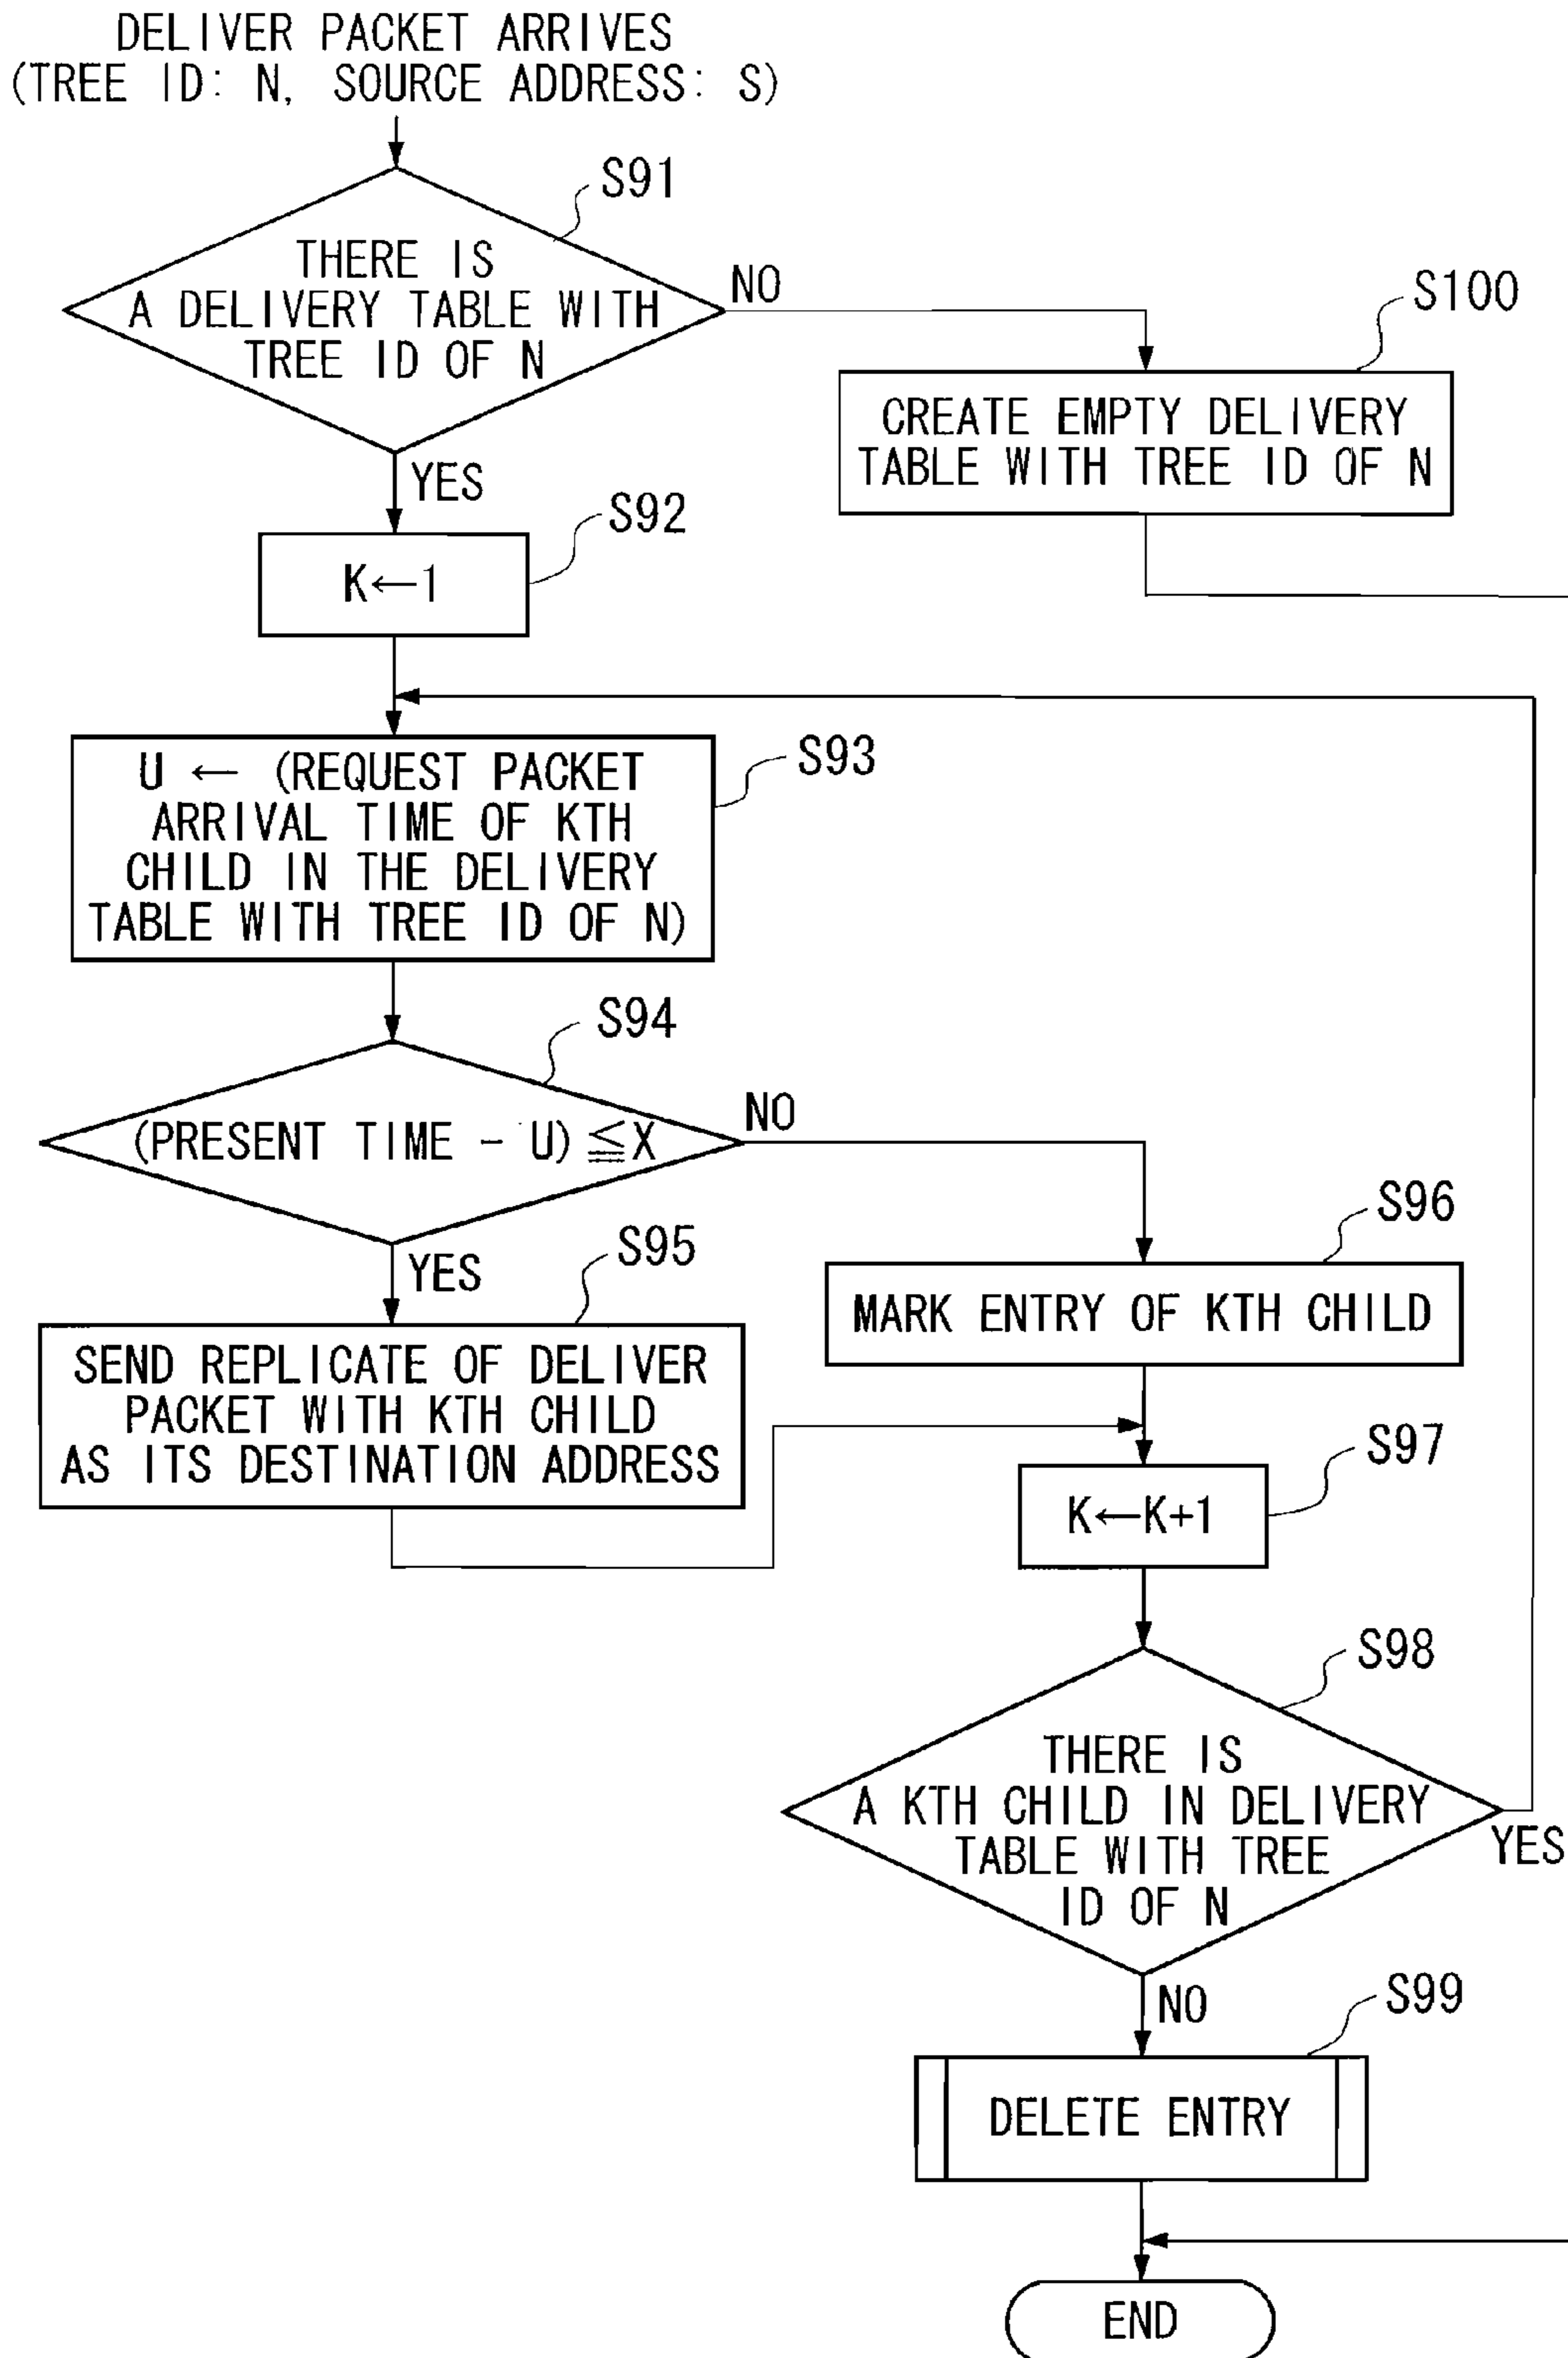 DELIVER PACKET ARRIVES
(TREE ID: N, SOURCE ADDRESS: S)
S91
THERE IS
A DELIVERY TABLE WITH
TREE ID OF N
NO
YES
S100
CREATE EMPTY DELIVERY
TABLE WITH TREE ID OF N
S92
K←1
S93
U ← (REQUEST PACKET
ARRIVAL TIME OF KTH
CHILD IN THE DELIVERY
TABLE WITH TREE ID OF N)
S94
(PRESENT TIME - U) ≦X
NO
YES
S95
SEND REPLICATE OF DELIVER
PACKET WITH KTH CHILD
AS ITS DESTINATION ADDRESS
S96
MARK ENTRY OF KTH CHILD
S97
K←K+1
S98
THERE IS
A KTH CHILD IN DELIVERY
TABLE WITH TREE
ID OF N
YES
NO
S99
DELETE ENTRY
END